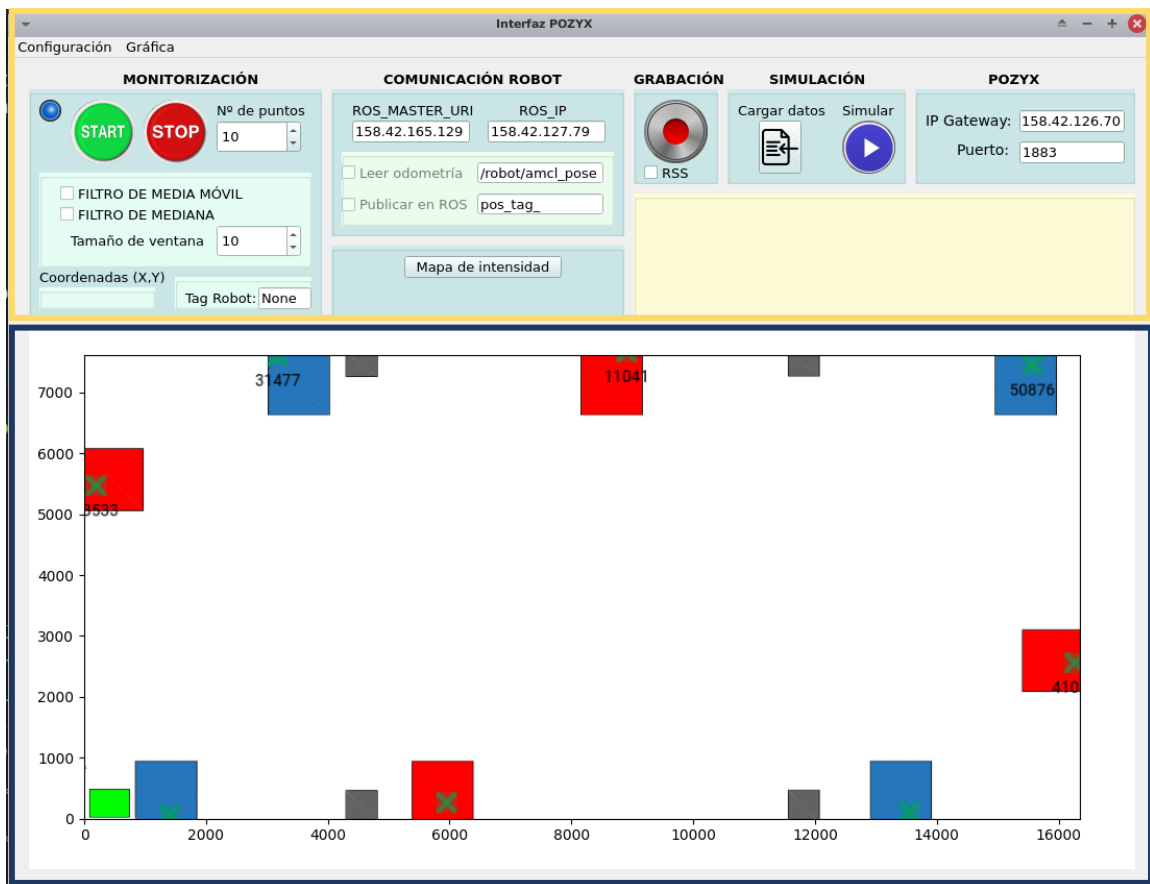 Interfaz POZYX
Configuración Gráfica
MONITORIZACIÓN
START
STOP
Nº de puntos
10
FILTRO DE MEDIA MÓVIL
FILTRO DE MEDIANA
Tamaño de ventana 10
Coordenadas (X,Y)
Tag Robot: None
COMUNICACIÓN ROBOT
ROS_MASTER_URI ROS_IP
158.42.165.129 158.42.127.79
Leer odometría /robot/amcl_pose
Publicar en ROS pos_tag_
Mapa de intensidad
GRABACIÓN
RSS
SIMULACIÓN
Cargar datos Simular
POZYX
IP Gateway: 158.42.126.70
Puerto: 1883
31477
11041
50876
3533
410
7000
6000
5000
4000
3000
2000
1000
0
0 2000 4000 6000 8000 10000 12000 14000 16000